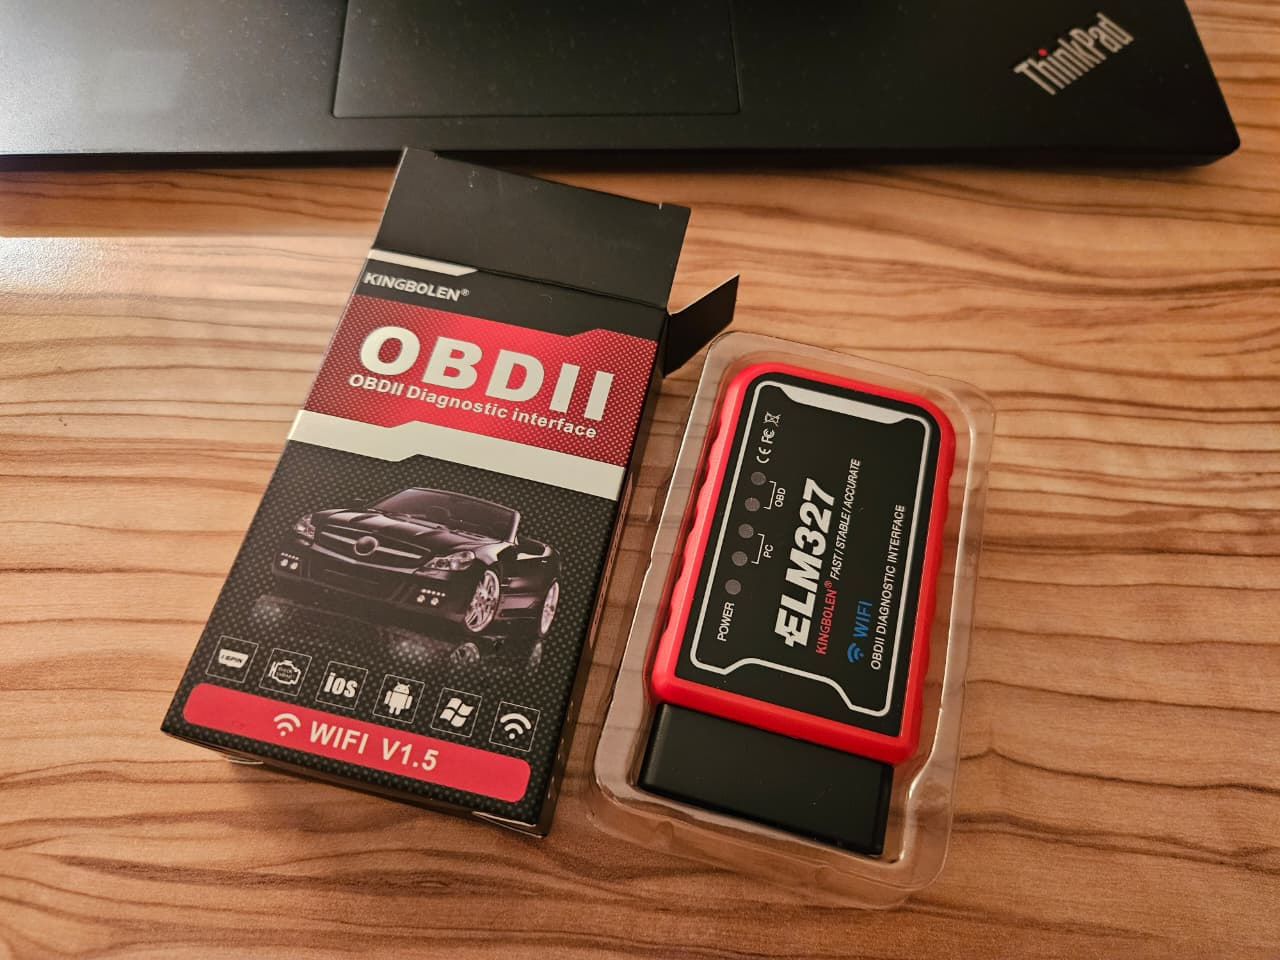 ThinkPad
KINGBOLEN®
OBDII
OBDII Diagnostic interface
iOS
WIFI V1.5
CE FC
OBD
PC
POWER
ELM327
KINGBOLEN® FAST/STABLE/ACCURATE
WIFI
OBDII DIAGNOSTIC INTERFACE